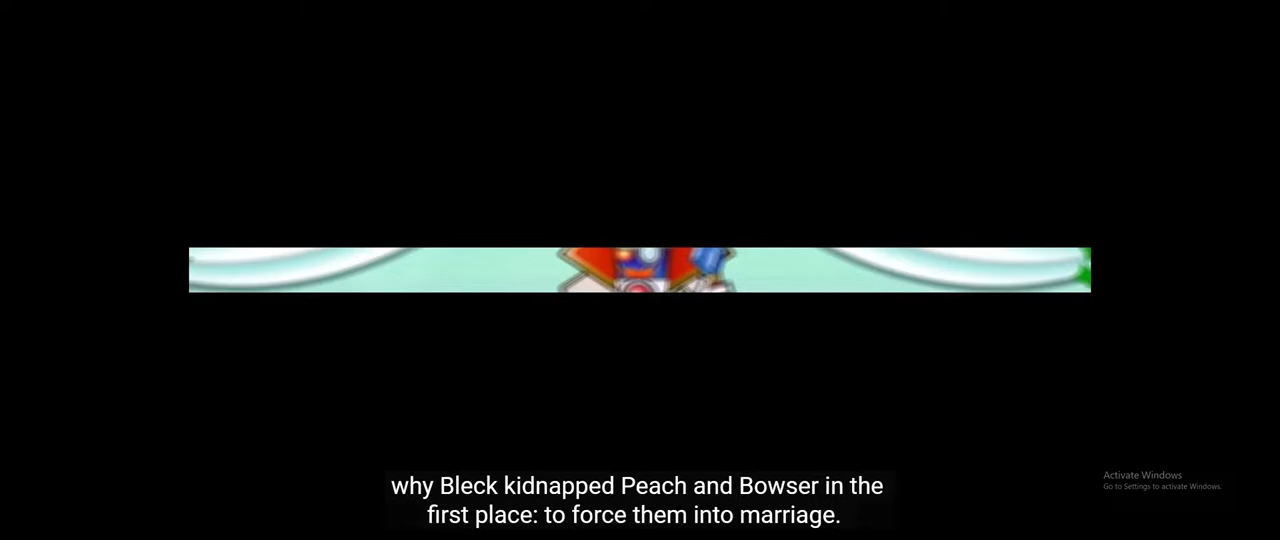 why Bleck kidnapped Peach and Bowser in the
first place: to force them into marriage.
Activate Windows
Go to Settings to activate Windows.